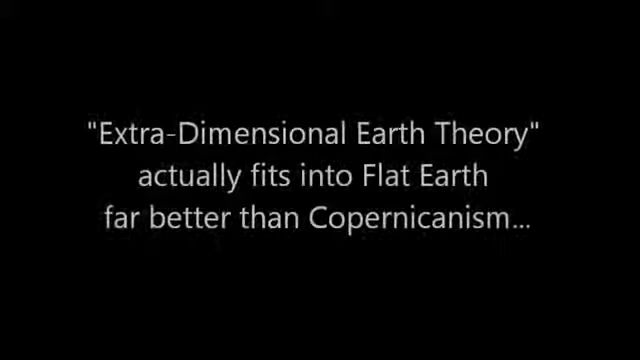 "Extra-Dimensional Earth Theory"
actually fits into Flat Earth
far better than Copernicanism...